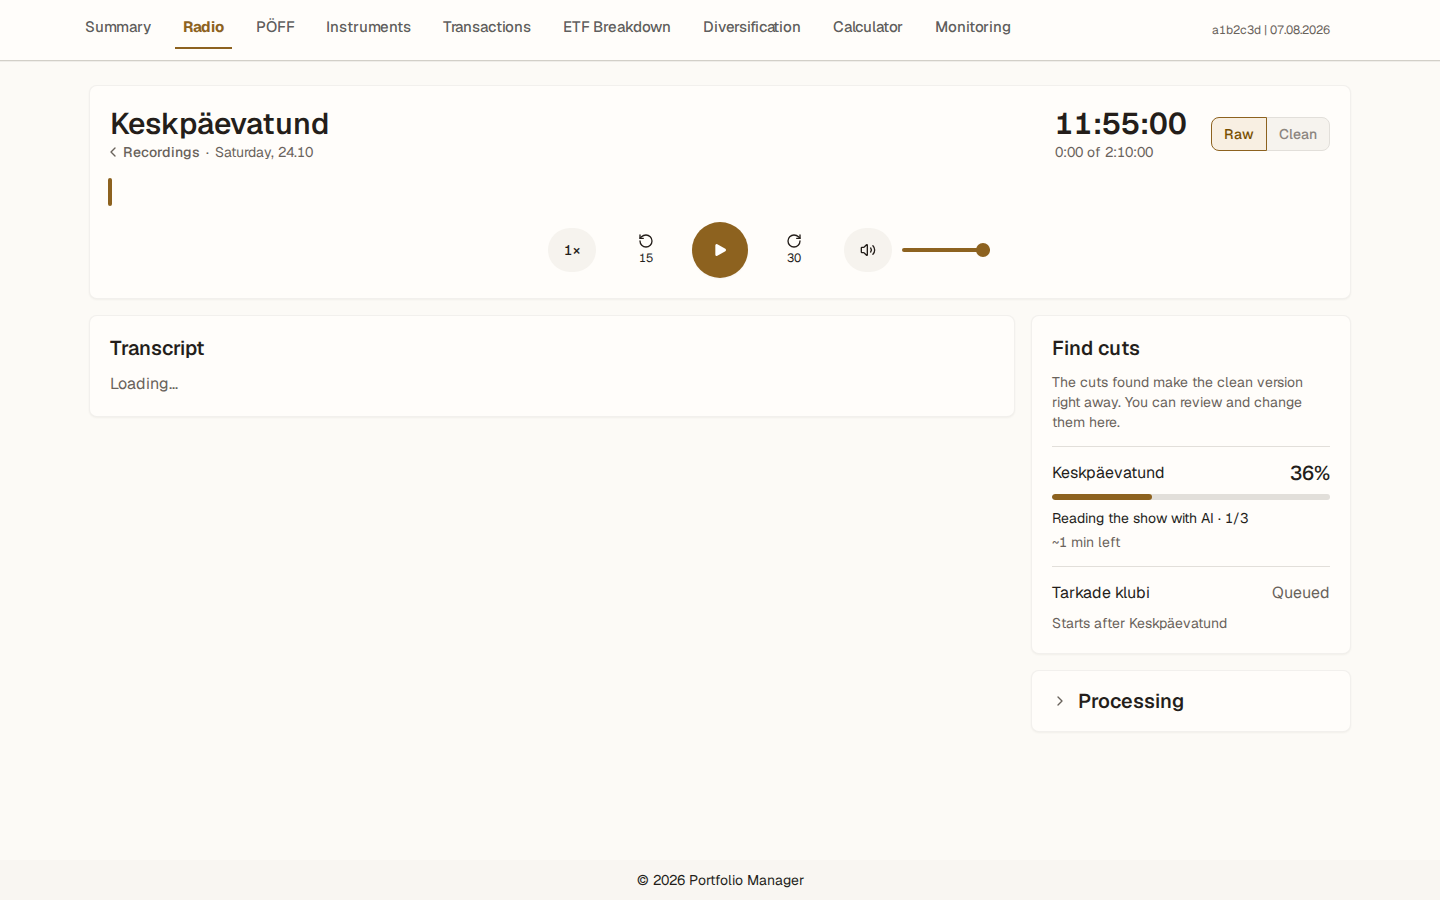 Summary Radio PÖFF Instruments Transactions ETF Breakdown Diversification Calculator Monitoring a1b2c3d | 07.08.2026
Keskpäevatund
Recordings · Saturday, 24.10
11:55:00
0:00 of 2:10:00
Raw Clean
1×
15
30
Transcript
Loading...
Find cuts
The cuts found make the clean version
right away. You can review and change
them here.
Keskpäevatund 36%
Reading the show with AI · 1/3
~1 min left
Tarkade klubi Queued
Starts after Keskpäevatund
Processing
© 2026 Portfolio Manager